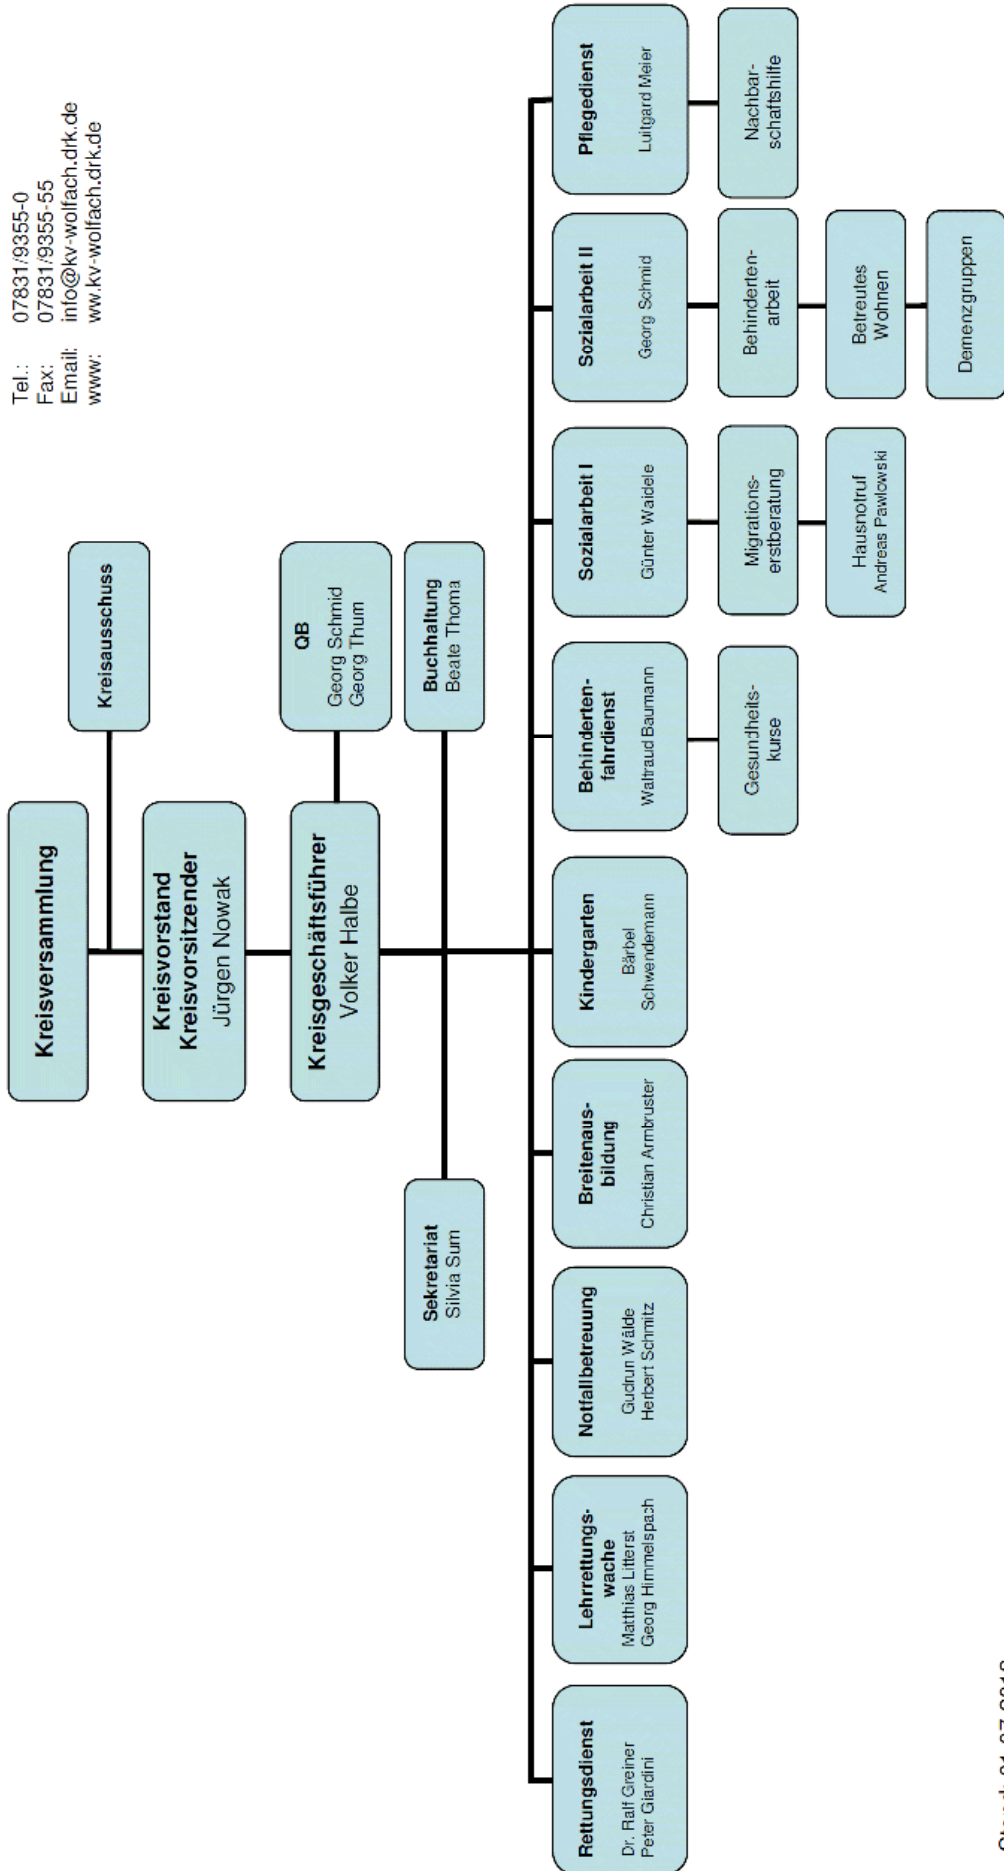 Tel.: 07831/9355-0
Fax: 07831/9355-55
Email: info@kv-wolfach.drk.de
www: ww.kv-wolfach.drk.de
Kreisversammlung
Kreisausschuss
Kreisvorstand
Kreisvorsitzender
Jürgen Nowak
Kreisgeschäftsführer
Volker Halbe
QB
Georg Schmid
Georg Thum
Sekretariat
Silvia Sum
Buchhaltung
Beate Thoma
Rettungsdienst
Dr. Ralf Greiner
Peter Giardini
Lehrrettungs-
wache
Matthias Litterst
Georg Himmelspach
Notfallbetreuung
Gudrun Wälde
Herbert Schmitz
Breitenaus-
bildung
Christian Armbruster
Kindergarten
Bärbel
Schwendemann
Behinderten-
fahrdienst
Waltraud Baumann
Gesundheits-
kurse
Sozialarbeit I
Günter Waidele
Migrations-
erstberatung
Hausnotruf
Andreas Pawlowski
Sozialarbeit II
Georg Schmid
Behinderten-
arbeit
Betreutes
Wohnen
Demenzgruppen
Pflegedienst
Luitgard Meier
Nachbar-
schaftshilfe